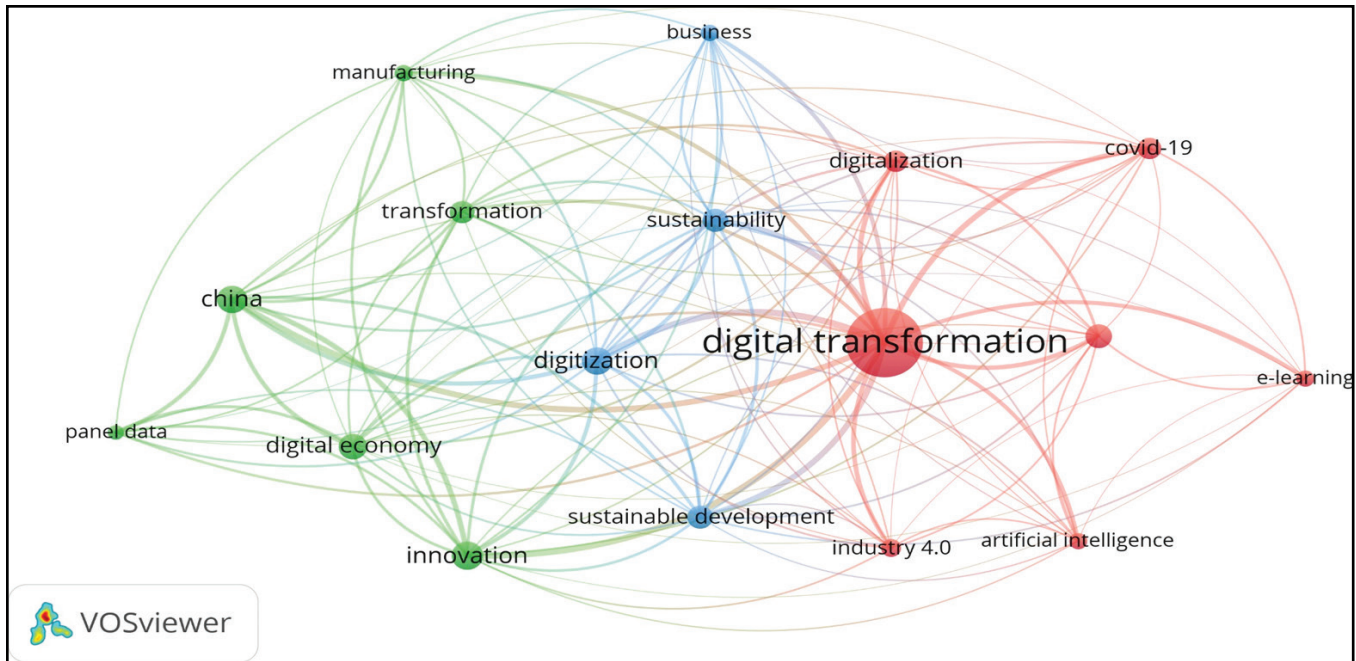 business
manufacturing
covid-19
digitalization
transformation
sustainability
china
digital transformation
digitization
e-learning
panel data
digital economy
sustainable development
artificial intelligence
industry 4.0
innovation
VOSviewer